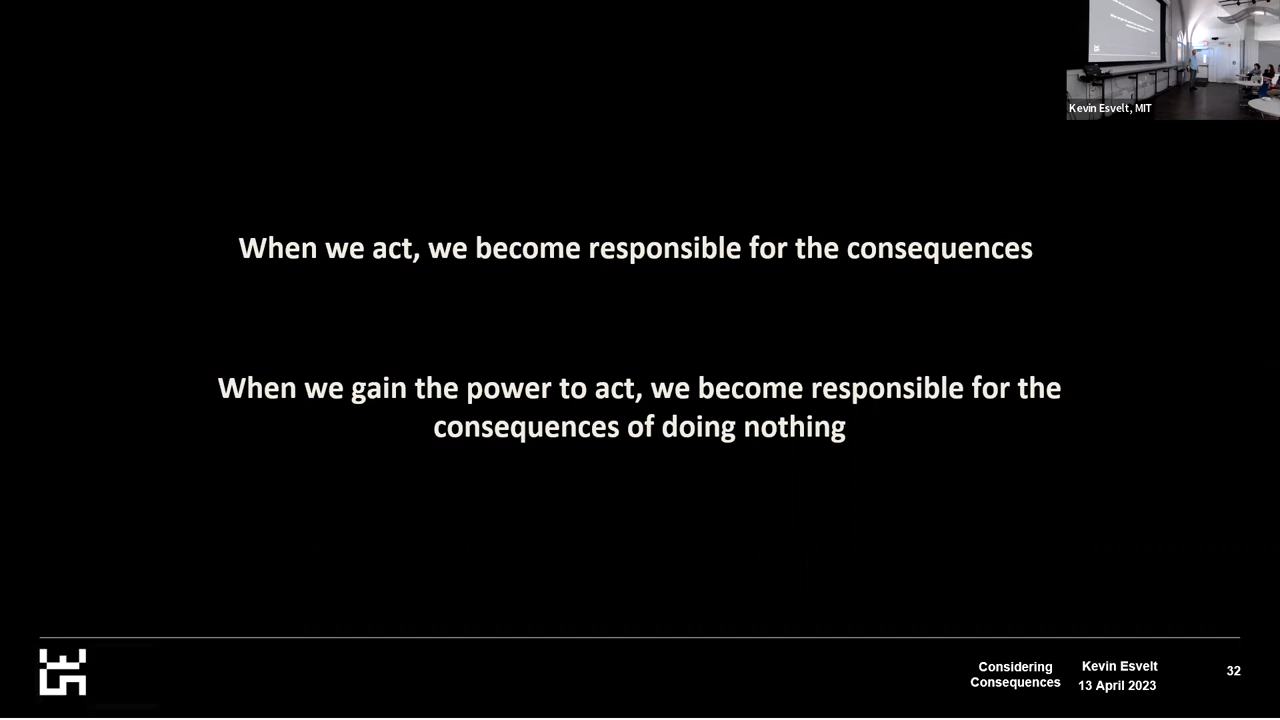 Kevin Esvelt, MIT
When we act, we become responsible for the consequences
When we gain the power to act, we become responsible for the
consequences of doing nothing
Considering
Consequences
Kevin Esvelt
13 April 2023
32